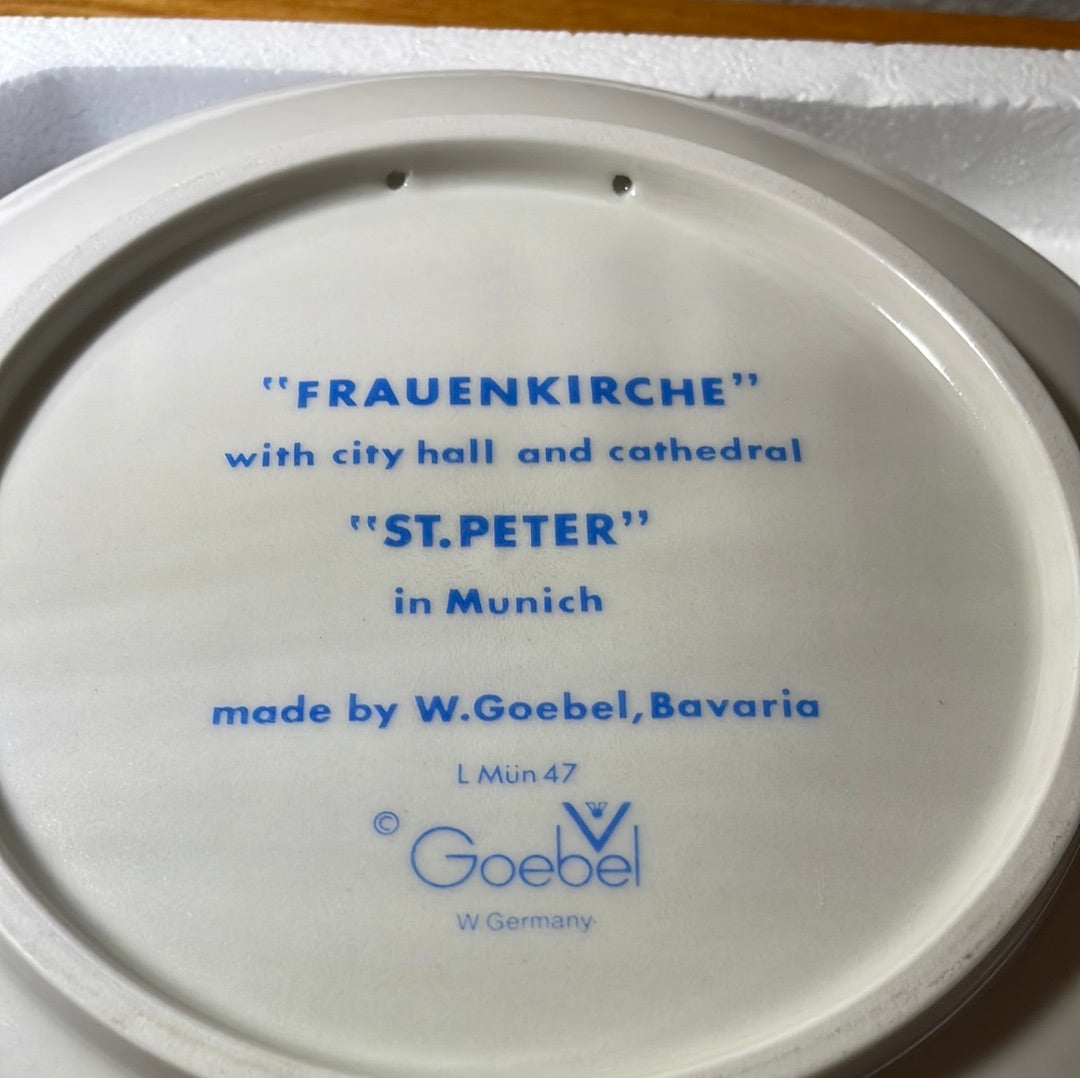 "FRAUENKIRCHE"
with city hall and cathedral
"ST.PETER"
in Munich
made by W.Goebel, Bavaria
L Mün 47
© Goebel
W. Germany